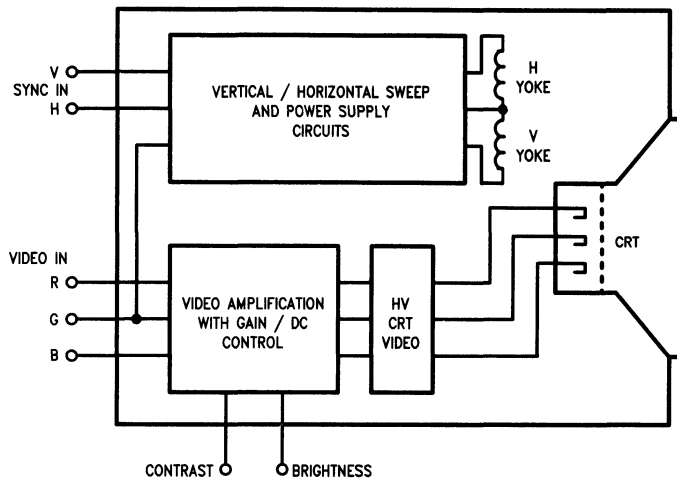 V
SYNC IN
H
VERTICAL / HORIZONTAL SWEEP
AND POWER SUPPLY
CIRCUITS
H
YOKE
V
YOKE
CRT
VIDEO IN
R
G
B
VIDEO AMPLIFICATION
WITH GAIN / DC
CONTROL
HV
CRT
VIDEO
CONTRAST
BRIGHTNESS